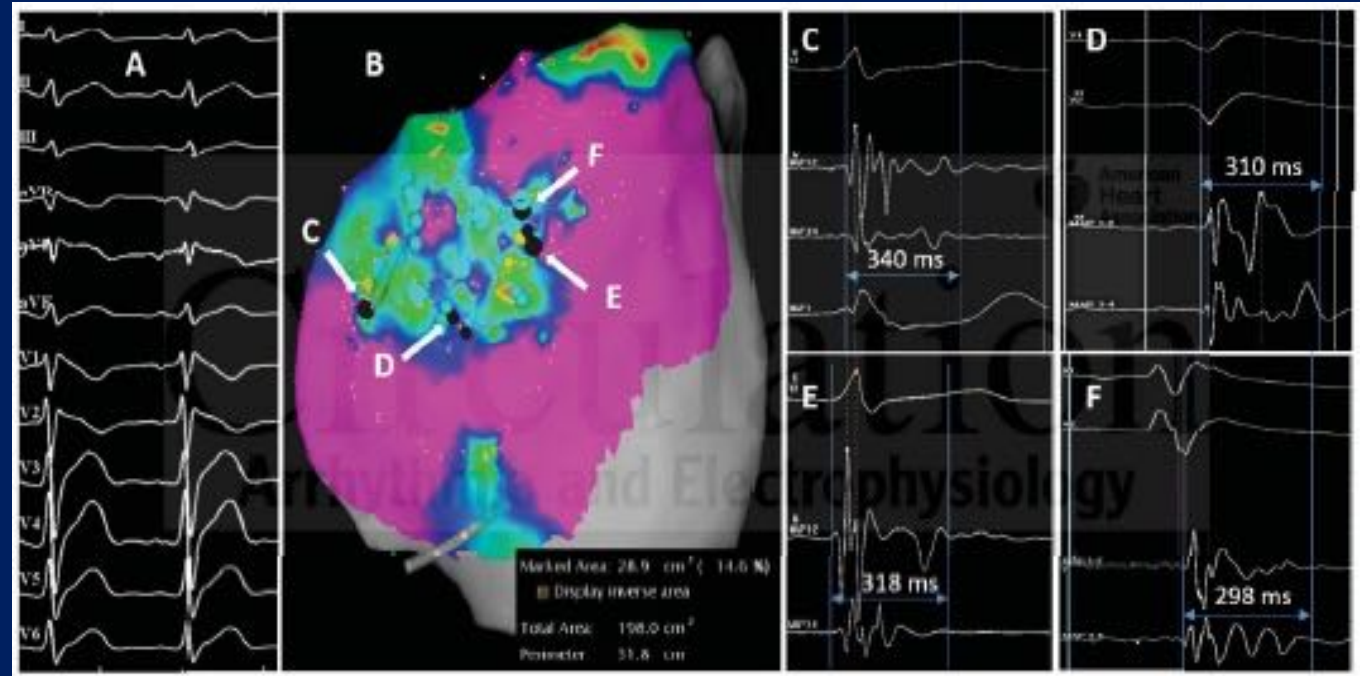 A
B
C
D
I
II
III
aVR
aVL
aVF
V1
V2
V3
V4
V5
V6
F
C
E
D
Marked Area: 28.9 cm² ( 14.6 %)
Display inverse area
Total Area: 198.0 cm²
Perimeter 31.8 cm
340 ms
310 ms
E
F
318 ms
298 ms
American
Heart
Association
Circulation
Arrhythmia and Electrophysiology